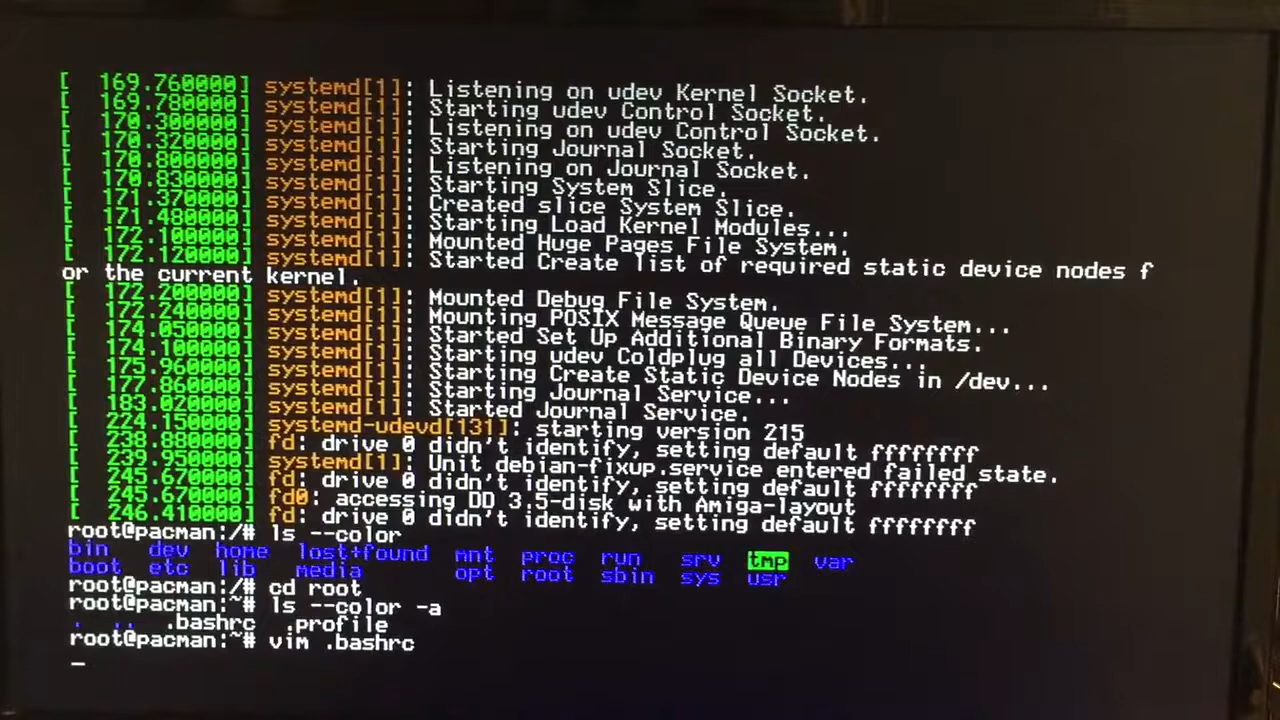 [  169.760000] systemd[1]: Listening on udev Kernel Socket.
[  169.780000] systemd[1]: Starting udev Control Socket.
[  170.300000] systemd[1]: Listening on udev Control Socket.
[  170.320000] systemd[1]: Starting Journal Socket.
[  170.800000] systemd[1]: Listening on Journal Socket.
[  170.830000] systemd[1]: Starting System Slice.
[  171.370000] systemd[1]: Created slice System Slice.
[  171.480000] systemd[1]: Starting Load Kernel Modules...
[  172.100000] systemd[1]: Mounted Huge Pages File System.
[  172.120000] systemd[1]: Started Create list of required static device nodes f
or the current kernel.
[  172.200000] systemd[1]: Mounted Debug File System.
[  172.240000] systemd[1]: Mounting POSIX Message Queue File System...
[  174.050000] systemd[1]: Started Set Up Additional Binary Formats.
[  174.100000] systemd[1]: Starting udev Coldplug all Devices...
[  175.960000] systemd[1]: Starting Create Static Device Nodes in /dev...
[  177.860000] systemd[1]: Starting Journal Service...
[  183.020000] systemd[1]: Started Journal Service.
[  224.150000] systemd-udevd[131]: starting version 215
[  238.880000] fd: drive 0 didn't identify, setting default ffffffff
[  239.950000] systemd[1]: Unit debian-fixup.service entered failed state.
[  245.670000] fd: drive 0 didn't identify, setting default ffffffff
[  245.670000] fd0: accessing DD 3.5-disk with Amiga-layout
[  246.410000] fd: drive 0 didn't identify, setting default ffffffff
root@pacman:/# ls --color
bin   dev  home  lost+found  mnt  proc  run   srv  tmp  var
boot  etc  lib   media       opt  root  sbin  sys  usr
root@pacman:/# cd root
root@pacman:~# ls --color -a
.  ..  .bashrc  .profile
root@pacman:~# vim .bashrc
_